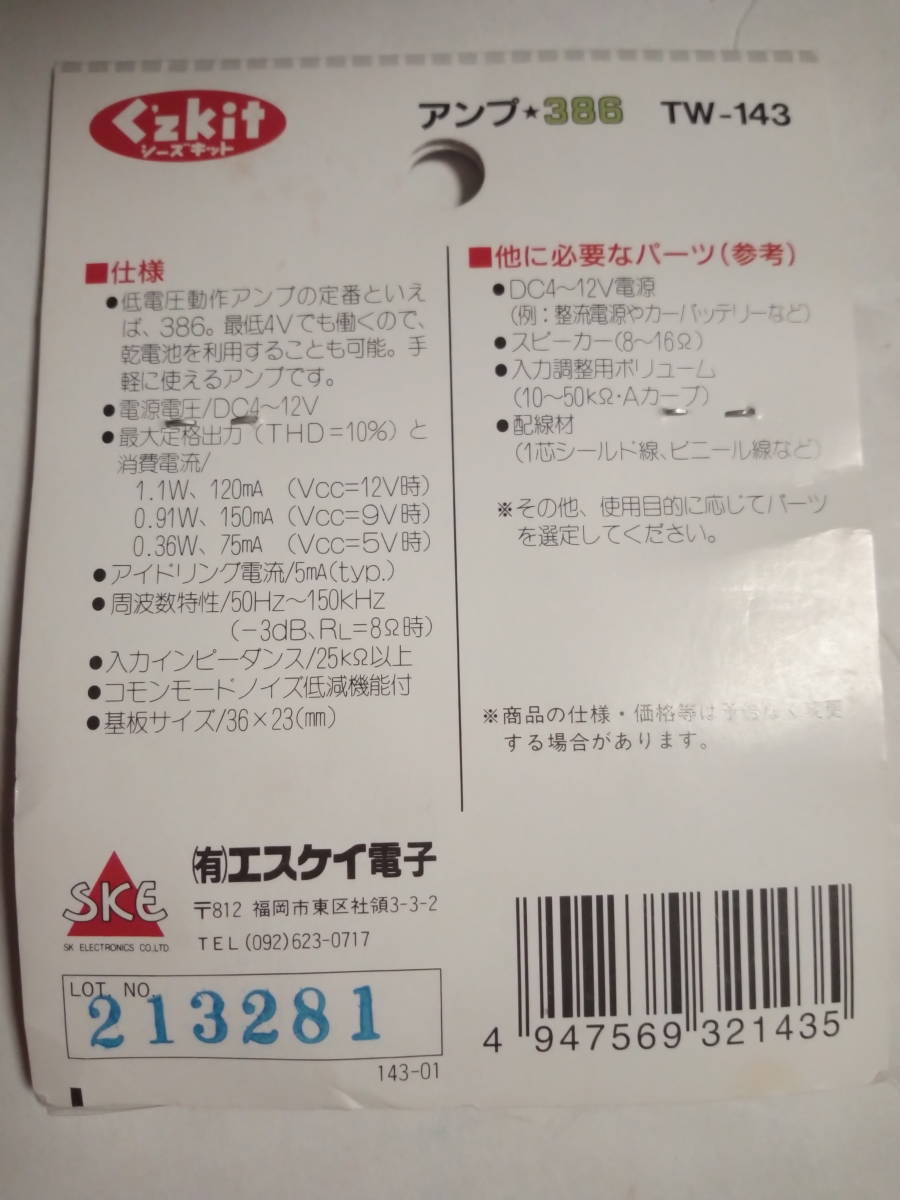 C'zkit
シーズキット
アンプ★386 TW-143
■仕様
●低電圧動作アンプの定番といえ
ば、386。最低4Vでも働くので、
乾電池を利用することも可能。手
軽に使えるアンプです。
●電源電圧/DC4〜12V
●最大定格出力(THD=10%)と
消費電流/
1.1W、120mA (Vcc=12V時)
0.91W、150mA (Vcc=9V時)
0.36W、75mA (Vcc=5V時)
●アイドリング電流/5mA(typ.)
●周波数特性/50Hz〜150KHz
(-3dB、RL=8Ω時)
●入力インピーダンス/25KΩ以上
●コモンモードノイズ低減機能付
●基板サイズ/36×23(mm)
■他に必要なパーツ(参考)
●DC4〜12V電源
(例:整流電源やカーバッテリーなど)
●スピーカー(8〜16Ω)
●入力調整用ボリューム
(10〜50KΩ・Aカーブ)
●配線材
(1芯シールド線、ビニール線など)
※その他、使用目的に応じてパーツ
を選定してください。
※商品の仕様・価格等は予告なく変更
する場合があります。
SKE
SK ELECTRONICS CO.,LTD.
(有)エスケイ電子
〒812 福岡市東区社領3-3-2
TEL (092)623-0717
LOT NO.
213281
143-01
4 947569 321435